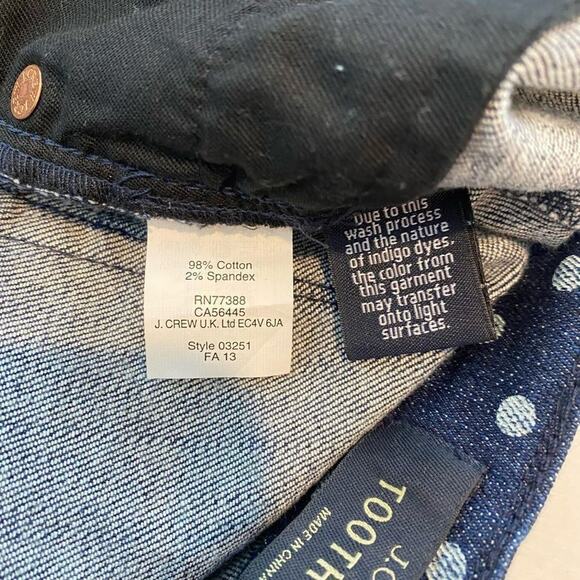 98% Cotton
2% Spandex
RN77388
CA56445
J. CREW U.K. Ltd EC4V 6JA
Style 03251
FA 13
Due to this
wash process
and the nature
of indigo dyes,
the color from
this garment
may transfer
onto light
surfaces.
J.C
TOOTH
MADE IN CHINA